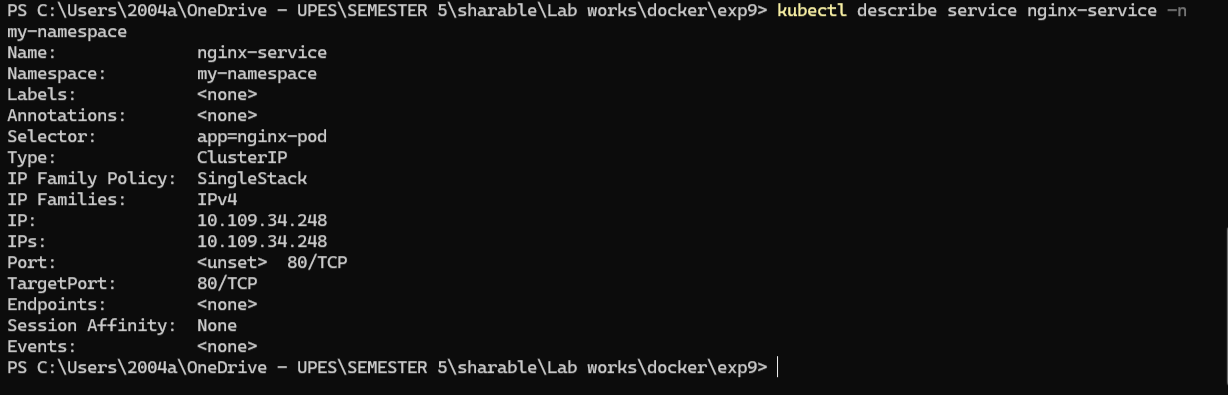 PS C:\Users\2004a\OneDrive - UPES\SEMESTER 5\sharable\Lab works\docker\exp9> kubectl describe service nginx-service -n
my-namespace
Name:              nginx-service
Namespace:         my-namespace
Labels:            <none>
Annotations:       <none>
Selector:          app=nginx-pod
Type:              ClusterIP
IP Family Policy:  SingleStack
IP Families:       IPv4
IP:                10.109.34.248
IPs:               10.109.34.248
Port:              <unset>  80/TCP
TargetPort:        80/TCP
Endpoints:         <none>
Session Affinity:  None
Events:            <none>
PS C:\Users\2004a\OneDrive - UPES\SEMESTER 5\sharable\Lab works\docker\exp9>